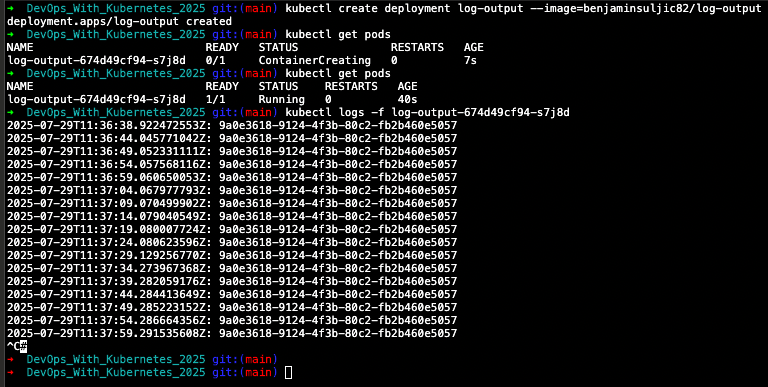 ➜  DevOps_With_Kubernetes_2025 git:(main) kubectl create deployment log-output --image=benjaminsuljic82/log-output
deployment.apps/log-output created
➜  DevOps_With_Kubernetes_2025 git:(main) kubectl get pods
NAME                          READY   STATUS              RESTARTS   AGE
log-output-674d49cf94-s7j8d   0/1     ContainerCreating   0          7s
➜  DevOps_With_Kubernetes_2025 git:(main) kubectl get pods
NAME                          READY   STATUS    RESTARTS   AGE
log-output-674d49cf94-s7j8d   1/1     Running   0          40s
➜  DevOps_With_Kubernetes_2025 git:(main) kubectl logs -f log-output-674d49cf94-s7j8d
2025-07-29T11:36:38.922472553Z: 9a0e3618-9124-4f3b-80c2-fb2b460e5057
2025-07-29T11:36:44.045771042Z: 9a0e3618-9124-4f3b-80c2-fb2b460e5057
2025-07-29T11:36:49.052331111Z: 9a0e3618-9124-4f3b-80c2-fb2b460e5057
2025-07-29T11:36:54.057568116Z: 9a0e3618-9124-4f3b-80c2-fb2b460e5057
2025-07-29T11:36:59.060650053Z: 9a0e3618-9124-4f3b-80c2-fb2b460e5057
2025-07-29T11:37:04.067977793Z: 9a0e3618-9124-4f3b-80c2-fb2b460e5057
2025-07-29T11:37:09.070499902Z: 9a0e3618-9124-4f3b-80c2-fb2b460e5057
2025-07-29T11:37:14.079040549Z: 9a0e3618-9124-4f3b-80c2-fb2b460e5057
2025-07-29T11:37:19.080007724Z: 9a0e3618-9124-4f3b-80c2-fb2b460e5057
2025-07-29T11:37:24.080623596Z: 9a0e3618-9124-4f3b-80c2-fb2b460e5057
2025-07-29T11:37:29.129256770Z: 9a0e3618-9124-4f3b-80c2-fb2b460e5057
2025-07-29T11:37:34.273967368Z: 9a0e3618-9124-4f3b-80c2-fb2b460e5057
2025-07-29T11:37:39.282059176Z: 9a0e3618-9124-4f3b-80c2-fb2b460e5057
2025-07-29T11:37:44.284413649Z: 9a0e3618-9124-4f3b-80c2-fb2b460e5057
2025-07-29T11:37:49.285223152Z: 9a0e3618-9124-4f3b-80c2-fb2b460e5057
2025-07-29T11:37:54.286664356Z: 9a0e3618-9124-4f3b-80c2-fb2b460e5057
2025-07-29T11:37:59.291535608Z: 9a0e3618-9124-4f3b-80c2-fb2b460e5057
^C#
➜  DevOps_With_Kubernetes_2025 git:(main)
➜  DevOps_With_Kubernetes_2025 git:(main)